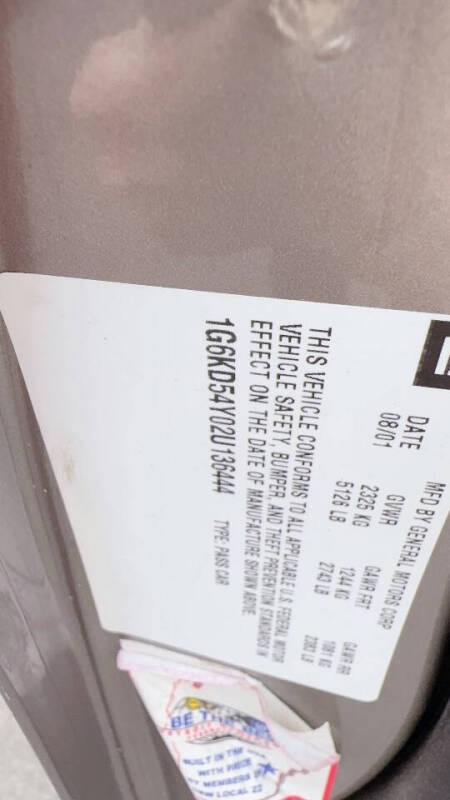 MFD BY GENERAL MOTORS CORP
DATE GVWR GAWR FRT GAWR RR
08/01 2325 KG 1244 KG 1081 KG
5126 LB 2743 LB 2383 LB
THIS VEHICLE CONFORMS TO ALL APPLICABLE U.S. FEDERAL MOTOR
VEHICLE SAFETY, BUMPER, AND THEFT PREVENTION STANDARDS IN
EFFECT ON THE DATE OF MANUFACTURE SHOWN ABOVE.
1G6KD54Y02U136444 TYPE: PASS CAR
BE
BUILT IN THE
WITH PRIDE
BY MEMBERS OF
LOCAL 22